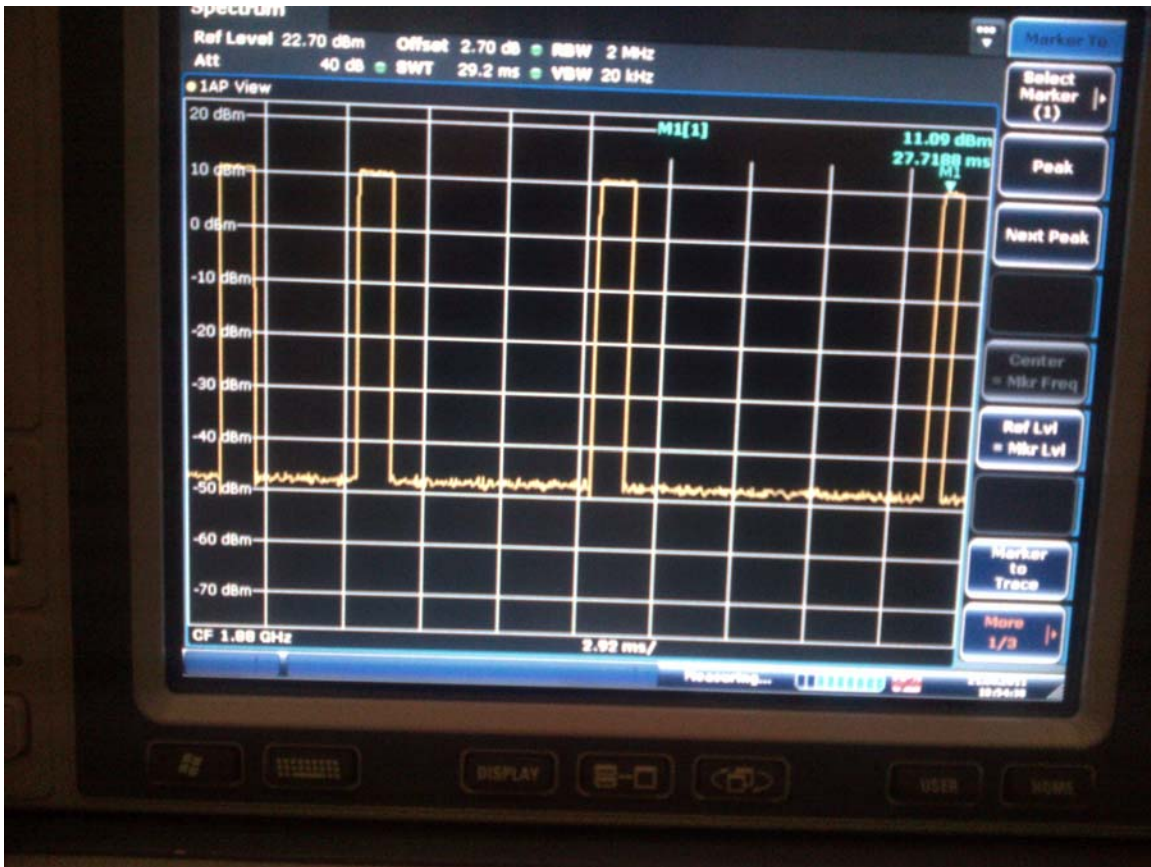 Spectrum
Ref Level 22.70 dBm Offset 2.70 dB RBW 2 MHz
Att 40 dB SWT 29.2 ms VBW 20 kHz
1AP View
20 dBm
M1[1] 11.09 dBm
27.7188 ms
M1
10 dBm
0 dBm
-10 dBm
-20 dBm
-30 dBm
-40 dBm
-50 dBm
-60 dBm
-70 dBm
CF 1.88 GHz 2.92 ms/
Measuring...
10:54:38
Marker To
Select
Marker
(1)
Peak
Next Peak
Center
= Mkr Freq
Ref Lvl
= Mkr Lvl
Marker
to
Trace
More
1/3
DISPLAY
USER
HOME